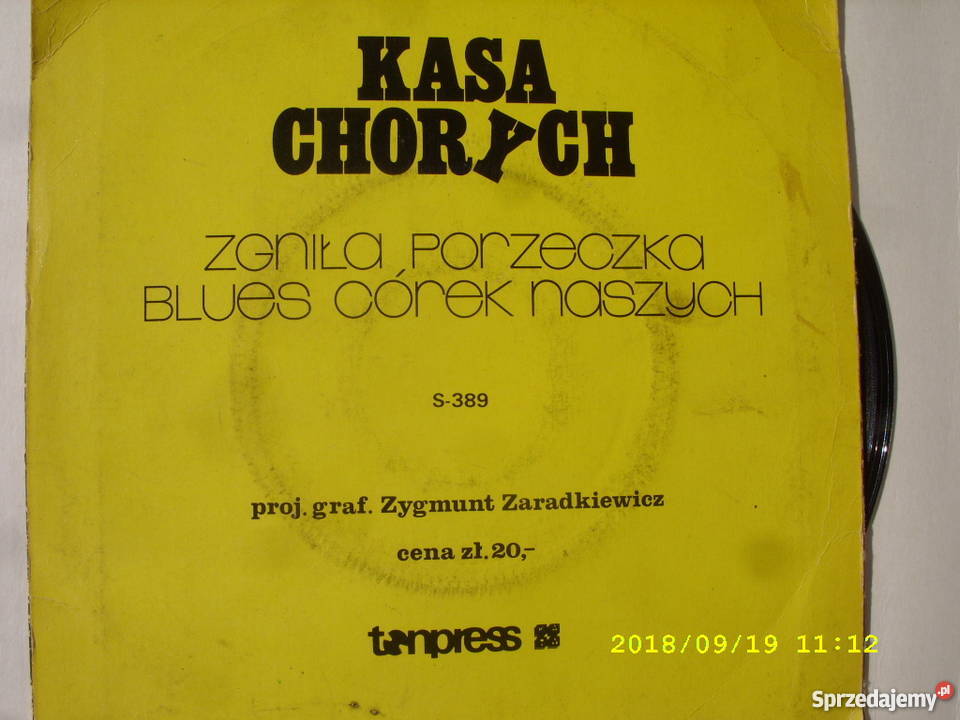 KASA
CHORYCH
ZGNIŁA PORZECZKA
BLUES CÓREK NASZYCH
S-389
proj. graf. Zygmunt Zaradkiewicz
cena zł. 20,-
tonpress
2018/09/19 11:12
Sprzedajemy.pl